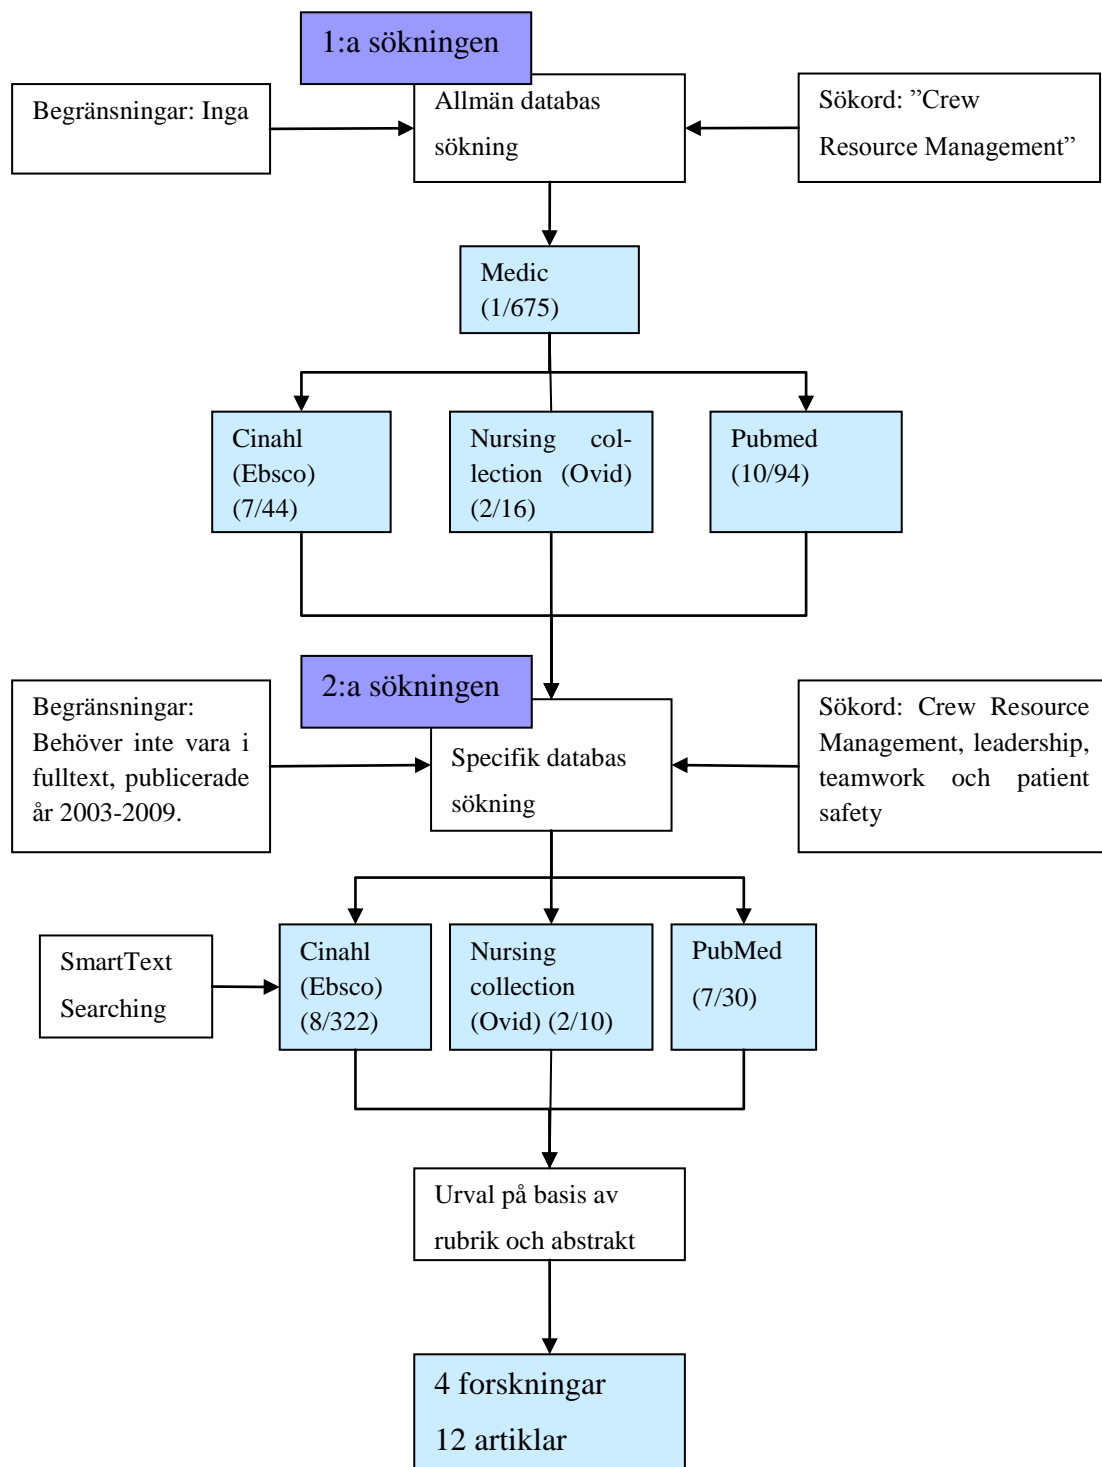 1:a sökningen
Begränsningar: Inga
Allmän databas
sökning
Sökord: ”Crew
Resource Management”
Medic
(1/675)
Cinahl
(Ebsco)
(7/44)
Nursing col-
lection (Ovid)
(2/16)
Pubmed
(10/94)
2:a sökningen
Begränsningar:
Behöver inte vara i
fulltext, publicerade
år 2003-2009.
Specifik databas
sökning
Sökord: Crew Resource
Management, leadership,
teamwork och patient
safety
SmartText
Searching
Cinahl
(Ebsco)
(8/322)
Nursing
collection
(Ovid) (2/10)
PubMed
(7/30)
Urval på basis av
rubrik och abstrakt
4 forskningar
12 artiklar